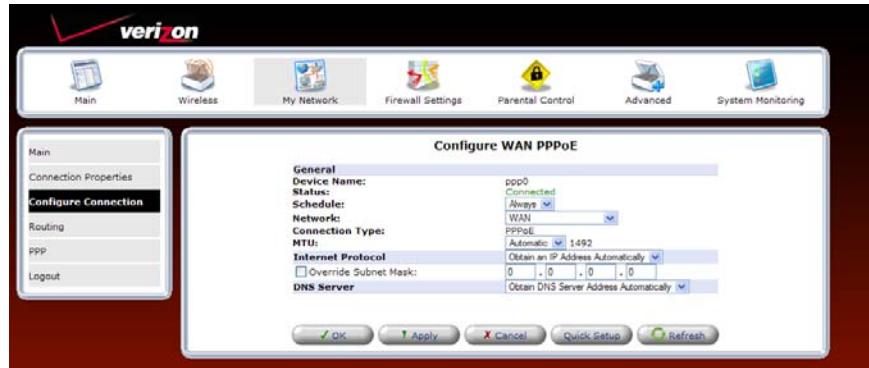 verizon
Main Wireless My Network Firewall Settings Parental Control Advanced System Monitoring
Main
Connection Properties
Configure Connection
Routing
PPP
Logout
Configure WAN PPPoE
General
Device Name: ppp0
Status: Connected
Schedule: Always
Network: WAN
Connection Type: PPPoE
MTU: Automatic 1492
Internet Protocol Obtain an IP Address Automatically
Override Subnet Mask: 0 . 0 . 0 . 0
DNS Server Obtain DNS Server Address Automatically
OK Apply Cancel Quick Setup Refresh